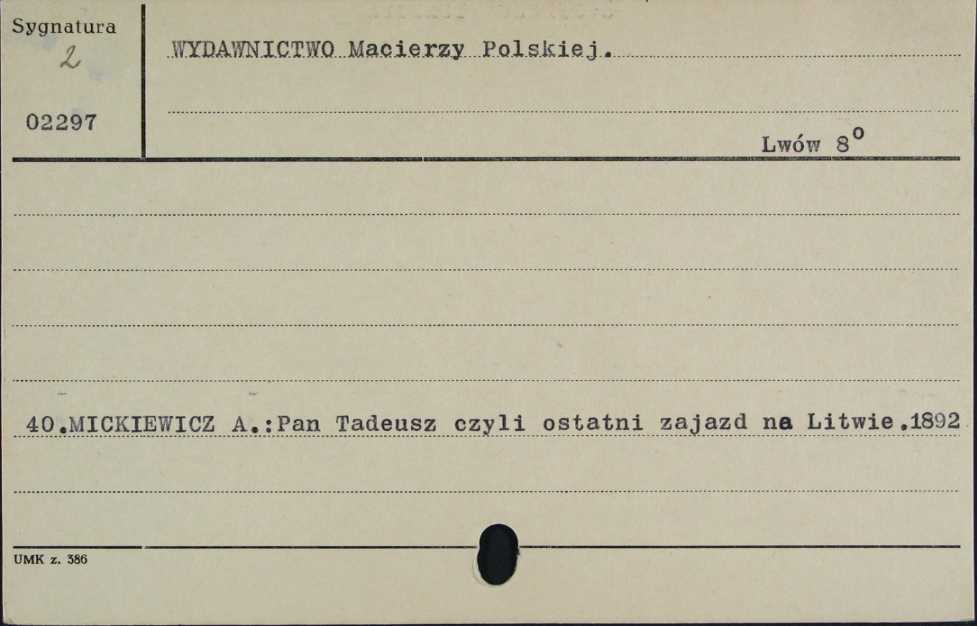 Sygnatura
2
WYDAWNICTWO Macierzy Polskiej.
02297
Lwów 8°
40.MICKIEWICZ A.:Pan Tadeusz czyli ostatni zajazd na Litwie.1892
UMK z. 386